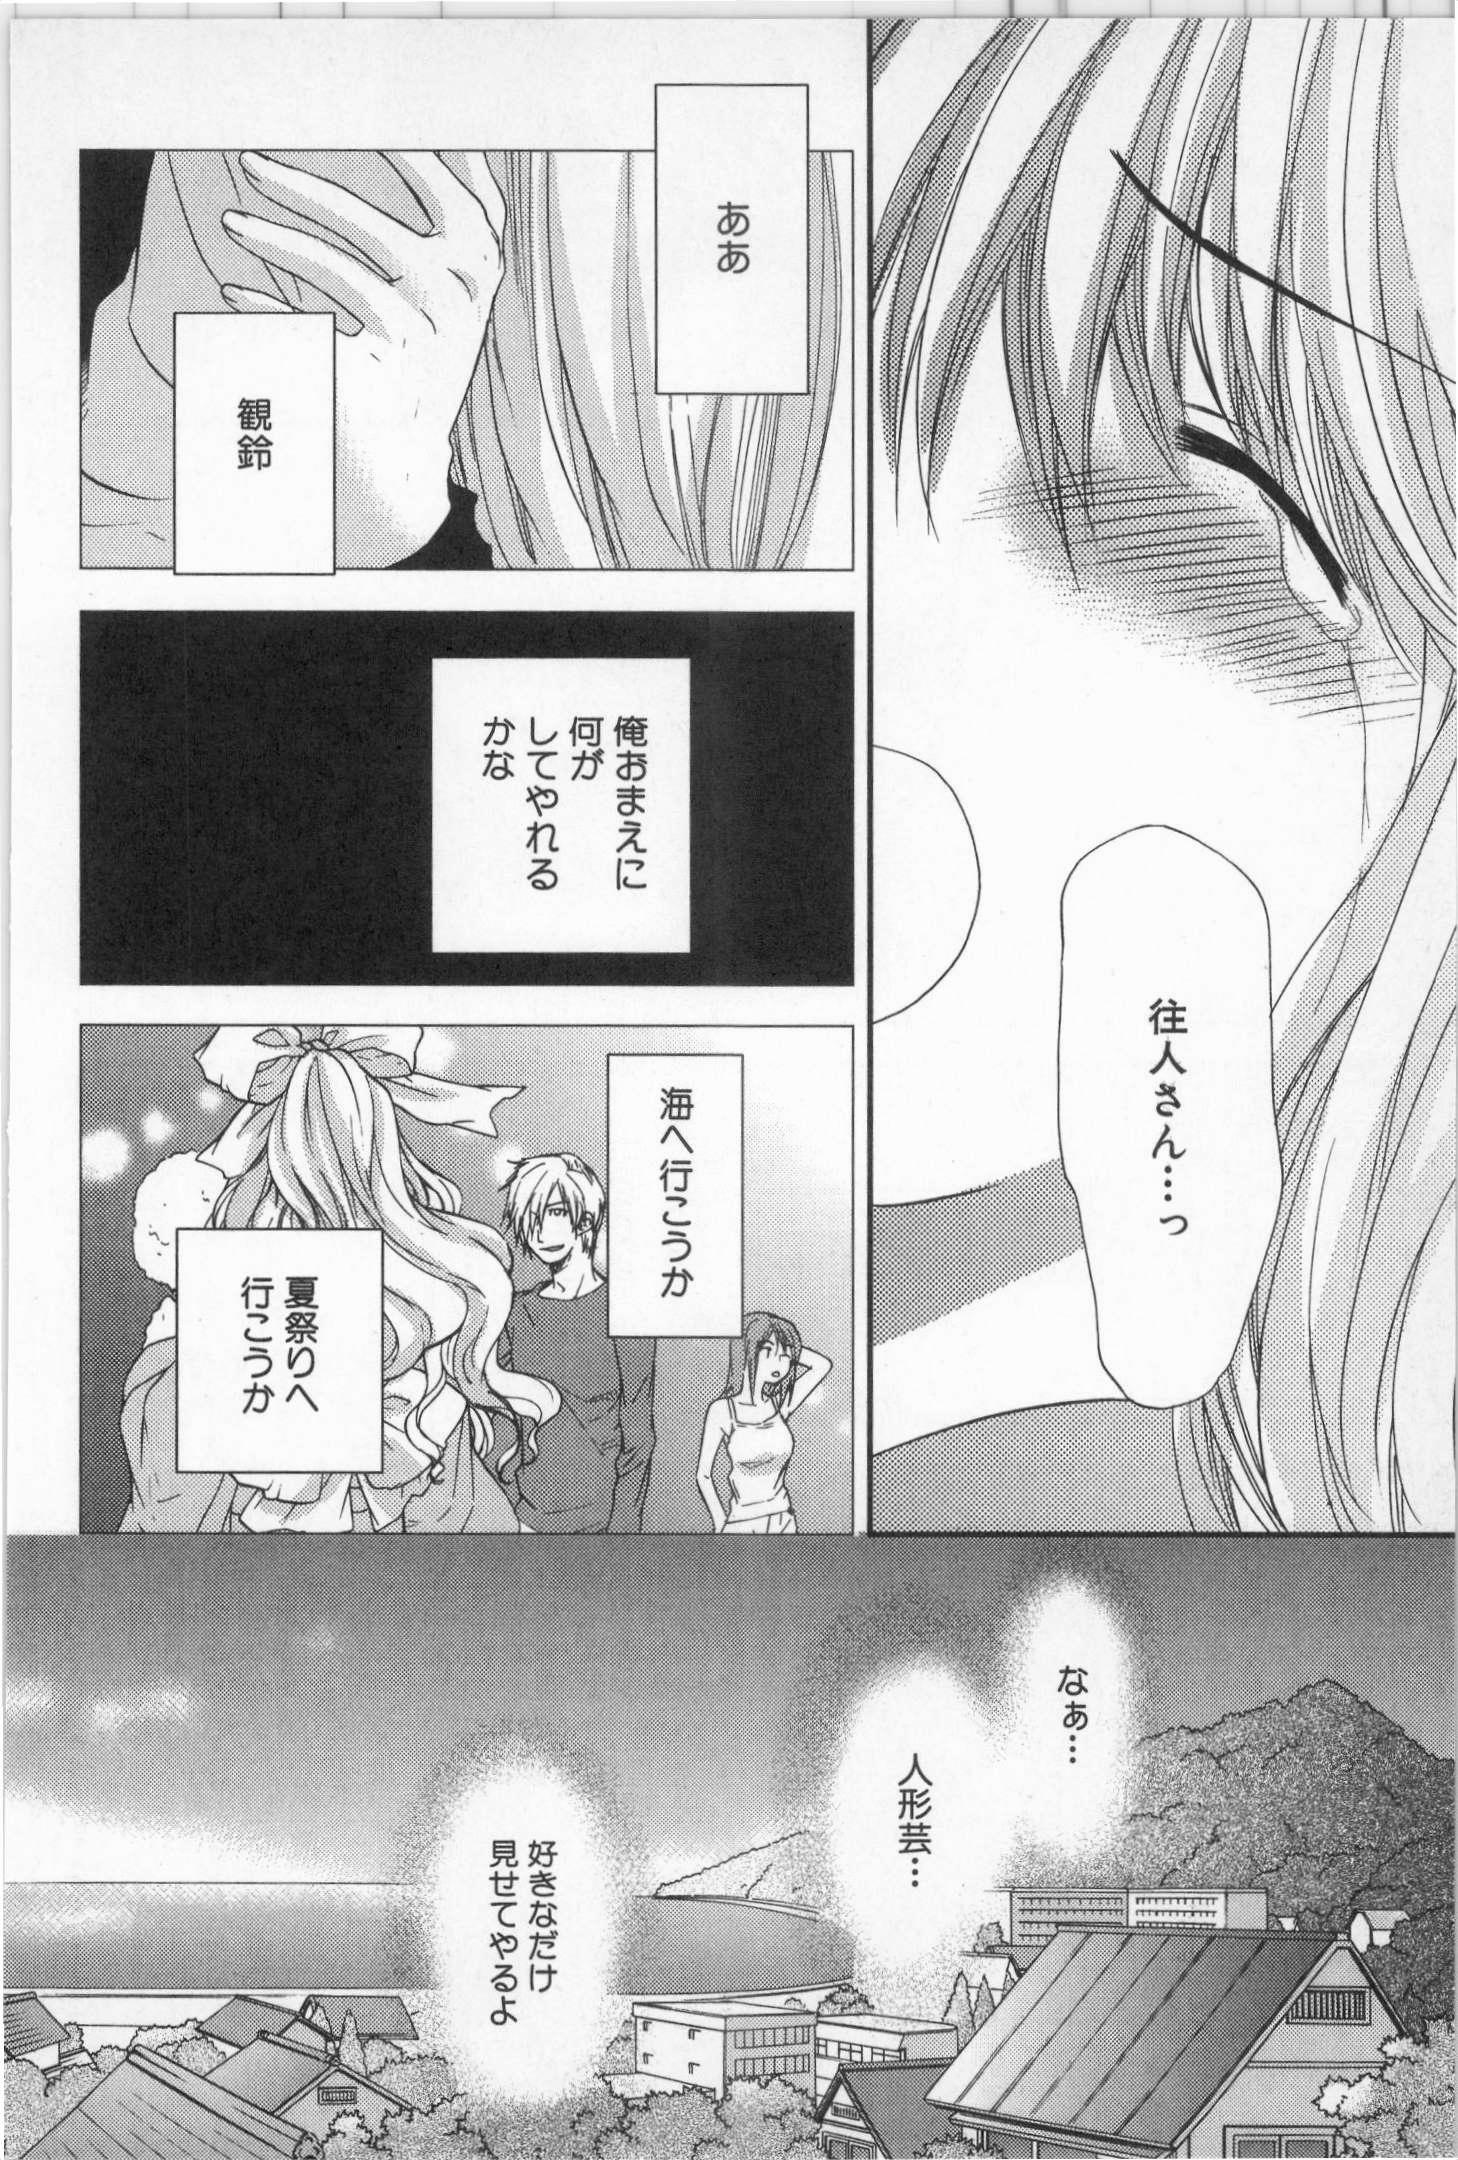 往人さん…っ
ああ
観鈴
俺おまえに
何が
してやれる
かな
海へ行こうか
夏祭りへ
行こうか
なぁ…
人形芸…
好きなだけ
見せてやるよ